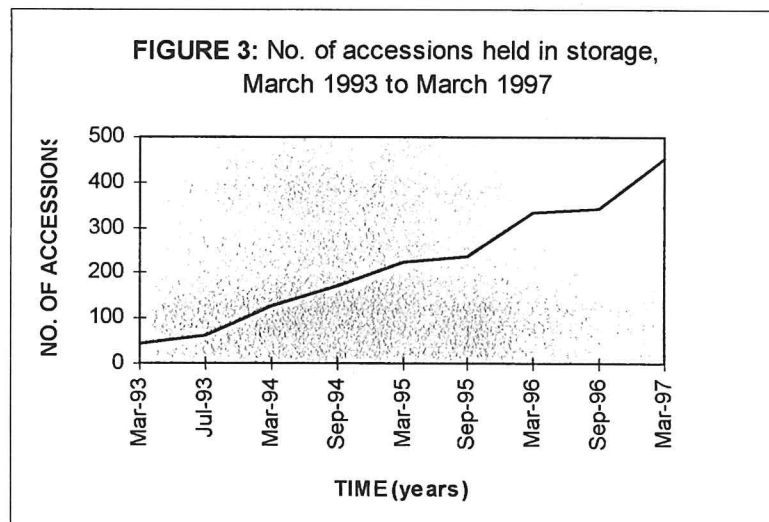 FIGURE 3: No. of accessions held in storage,
March 1993 to March 1997
NO. OF ACCESSIONS
500
400
300
200
100
0
Mar-93
Jul-93
Mar-94
Sep-94
Mar-95
Sep-95
Mar-96
Sep-96
Mar-97
TIME (years)